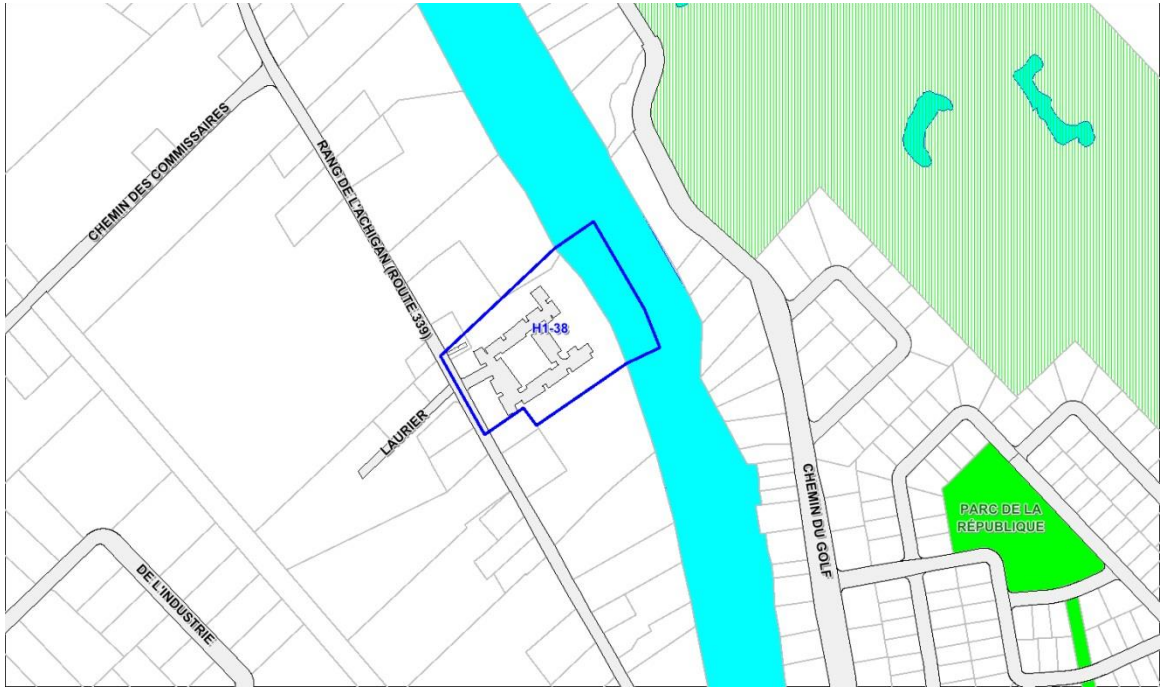 CHEMIN DES COMMISSAIRES
RANG DE L'ACHIGAN (ROUTE 339)
H1-38
LAURIER
CHEMIN DU GOLF
PARC DE LA
RÉPUBLIQUE
DE L'INDUSTRIE